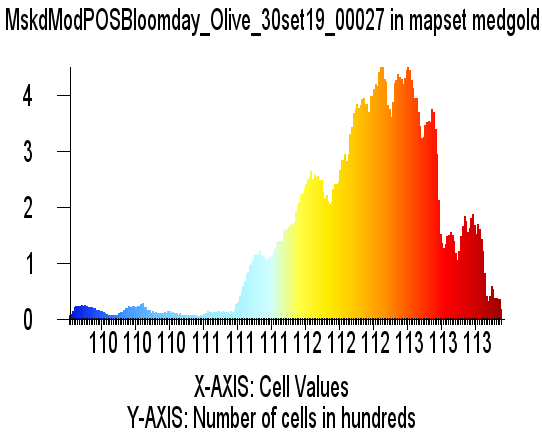 MskdModPOSBloomday_Olive_30set19_00027 in mapset medgold
4
3
2
1
0
110 110 110 111 111 111 112 112 112 113 113 113
X-AXIS: Cell Values
Y-AXIS: Number of cells in hundreds